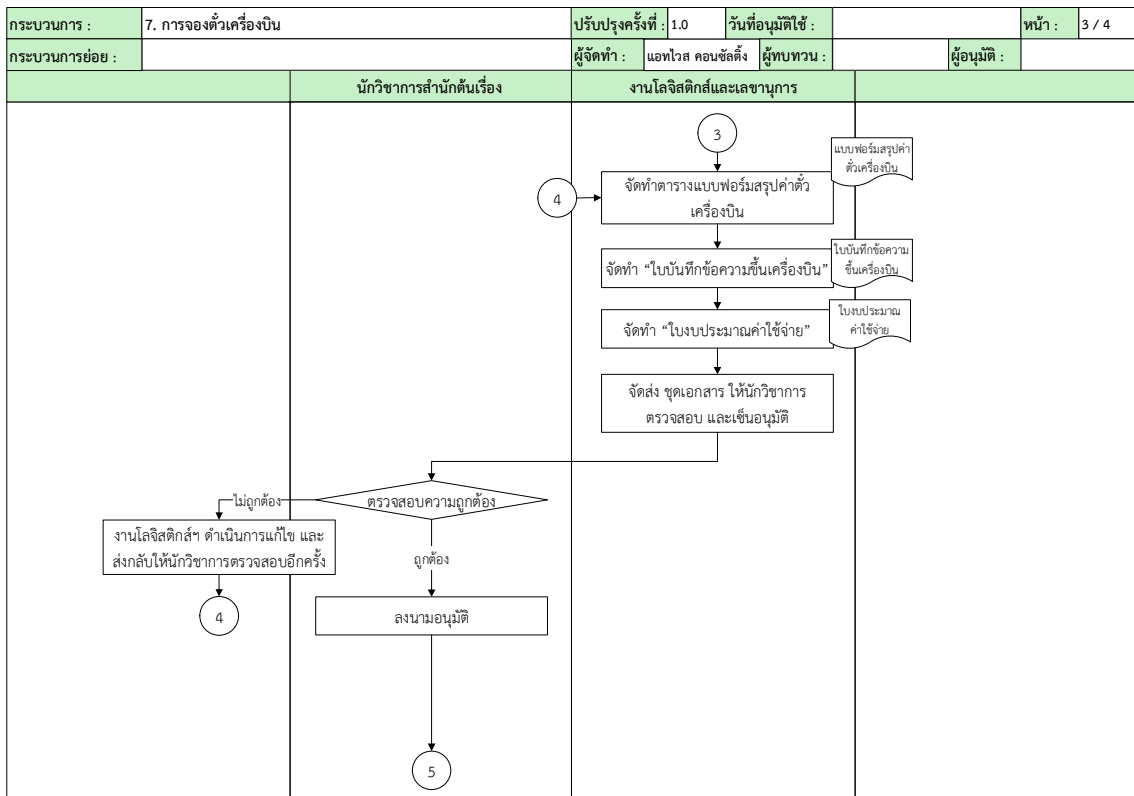 กระบวนการ : 7. การจองตั๋วเครื่องบิน ปรับปรุงครั้งที่ : 1.0 วันที่อนุมัติใช้ : หน้า : 3 / 4
กระบวนการย่อย : ผู้จัดทำ : แอทไวส คอนซัลติ้ง ผู้ทบทวน : ผู้อนุมัติ :
นักวิชาการสำนักต้นเรื่อง งานโลจิสติกส์และเลขานุการ
3
แบบฟอร์มสรุปค่า
ตั๋วเครื่องบิน
4
จัดทำตารางแบบฟอร์มสรุปค่าตั๋ว
เครื่องบิน
ใบบันทึกข้อความ
ขึ้นเครื่องบิน
จัดทำ “ใบบันทึกข้อความขึ้นเครื่องบิน”
ใบงบประมาณ
ค่าใช้จ่าย
จัดทำ “ใบงบประมาณค่าใช้จ่าย”
จัดส่ง ชุดเอกสาร ให้นักวิชาการ
ตรวจสอบ และเซ็นอนุมัติ
ไม่ถูกต้อง ตรวจสอบความถูกต้อง
งานโลจิสติกส์ฯ ดำเนินการแก้ไข และ
ส่งกลับให้นักวิชาการตรวจสอบอีกครั้ง
ถูกต้อง
4
ลงนามอนุมัติ
5